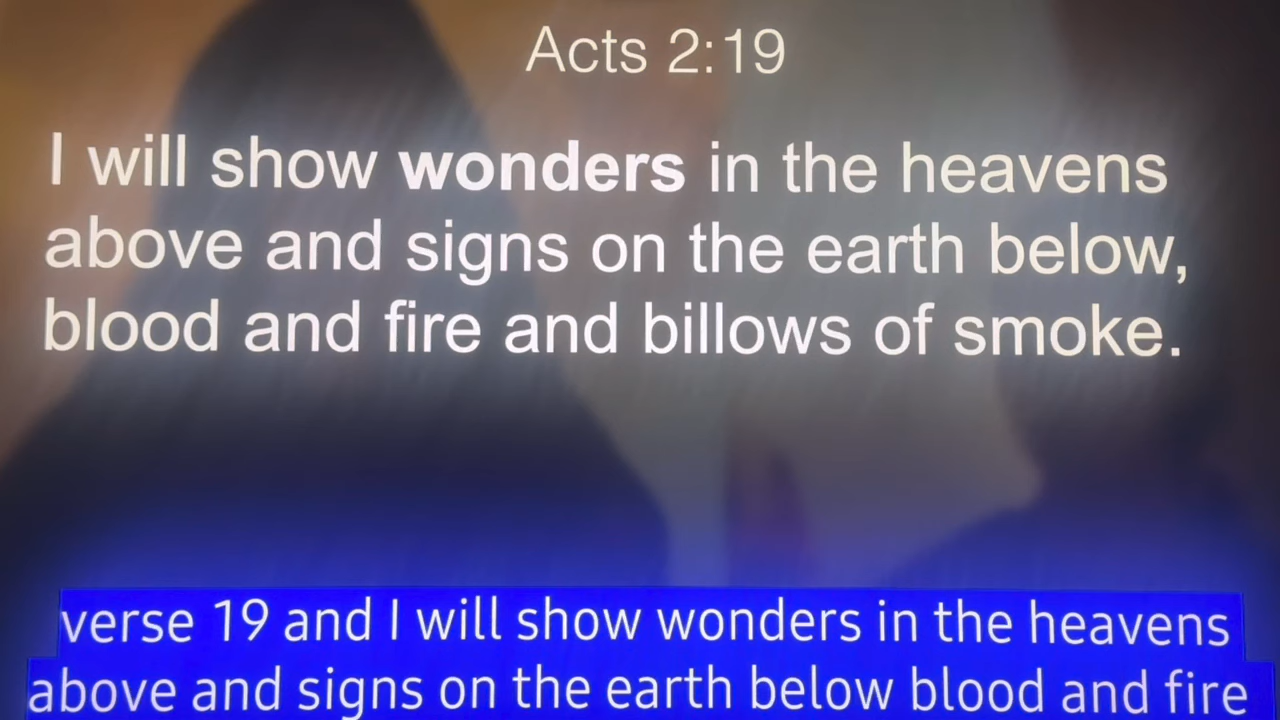 Acts 2:19
I will show wonders in the heavens
above and signs on the earth below,
blood and fire and billows of smoke.
verse 19 and I will show wonders in the heavens
above and signs on the earth below blood and fire